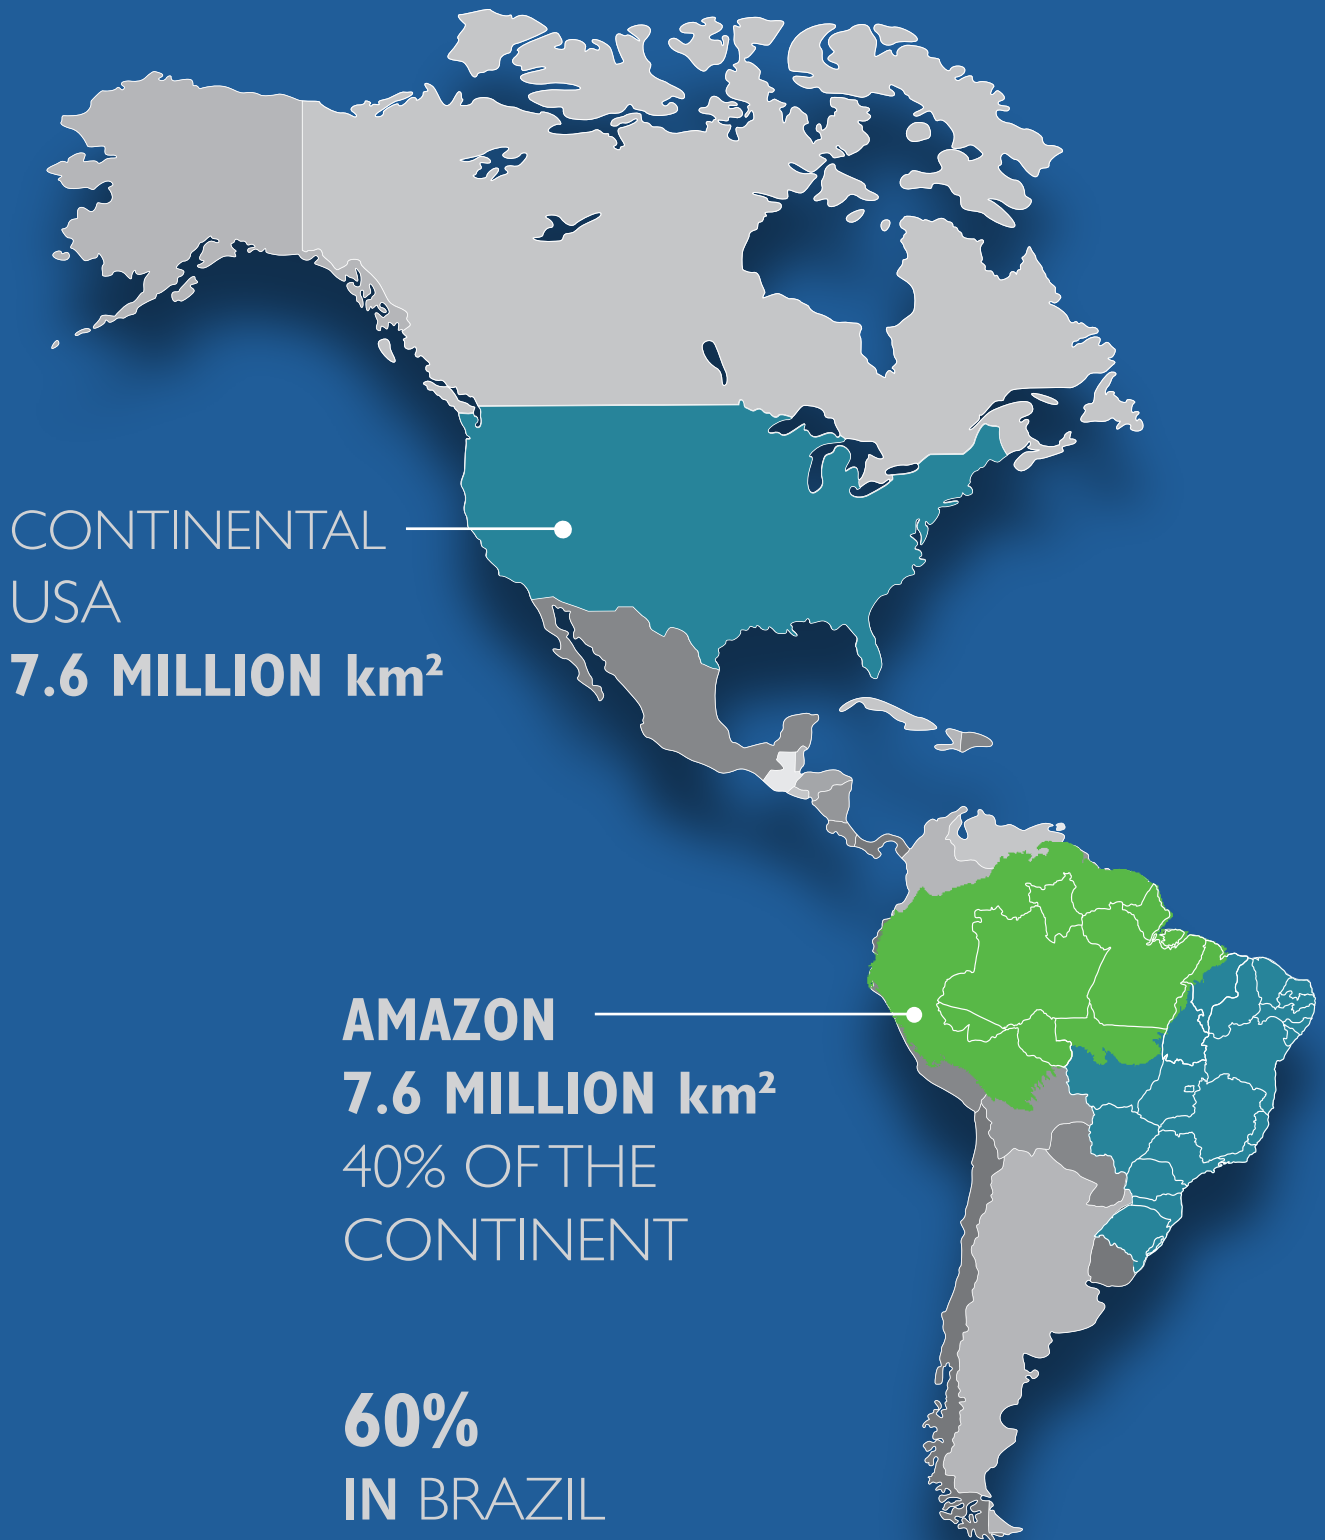 CONTINENTAL
USA
7.6 MILLION km²
AMAZON
7.6 MILLION km²
40% OF THE
CONTINENT
60%
IN BRAZIL